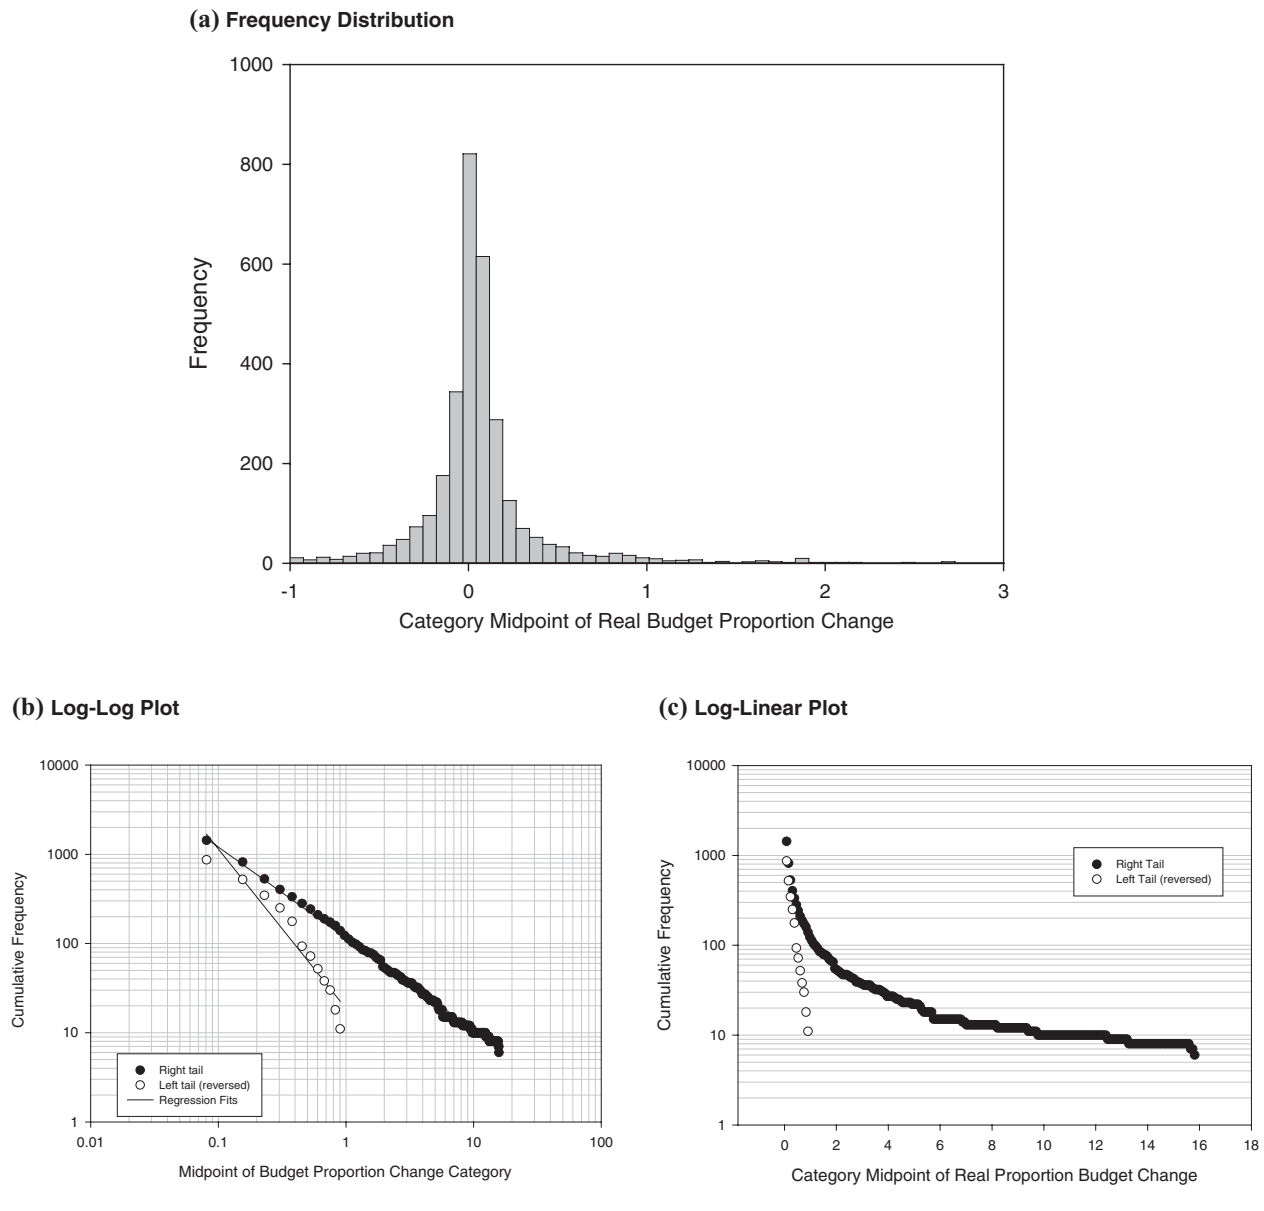 (a) Frequency Distribution
1000
800
600
400
200
0
Frequency
-1
0
1
2
3
Category Midpoint of Real Budget Proportion Change
(b) Log-Log Plot
10000
1000
100
10
1
Cumulative Frequency
Right tail
Left tail (reversed)
Regression Fits
0.01
0.1
1
10
100
Midpoint of Budget Proportion Change Category
(c) Log-Linear Plot
10000
1000
100
10
1
Cumulative Frequency
Right Tail
Left Tail (reversed)
0
2
4
6
8
10
12
14
16
18
Category Midpoint of Real Proportion Budget Change